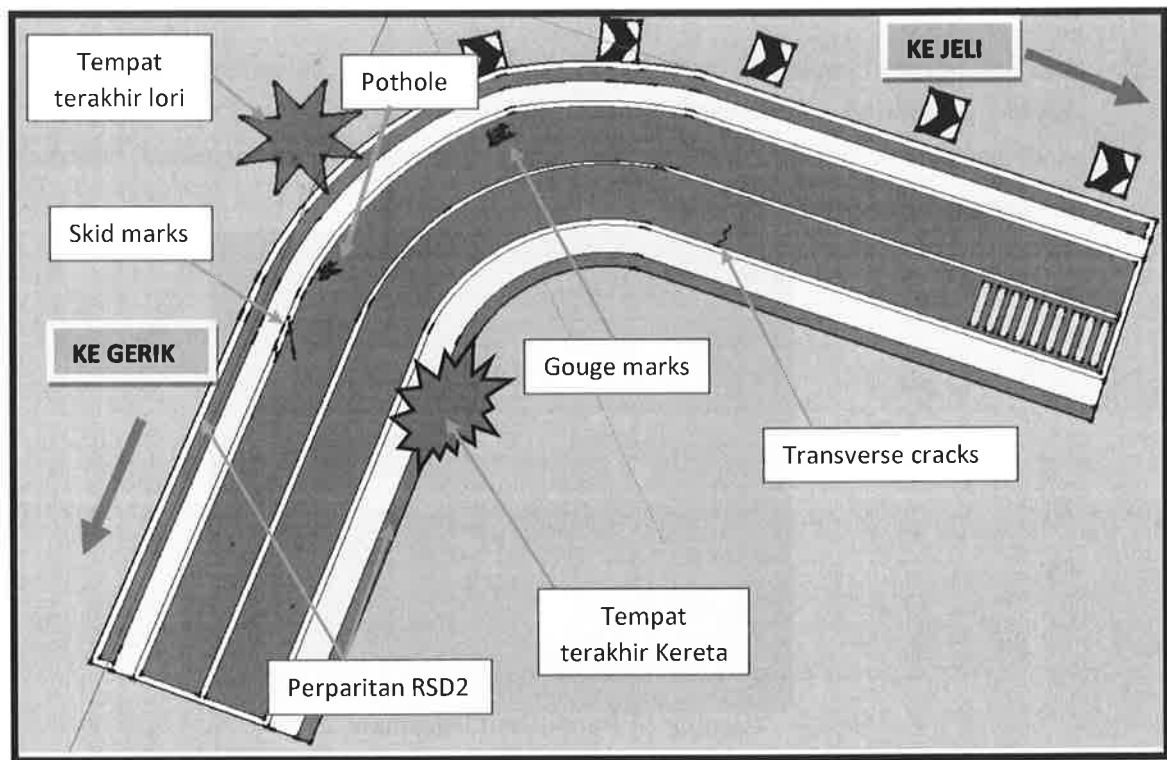 KE JELI
Tempat
terakhir lori
Pothole
Skid marks
KE GERIK
Gouge marks
Transverse cracks
Tempat
terakhir Kereta
Perparitan RSD2